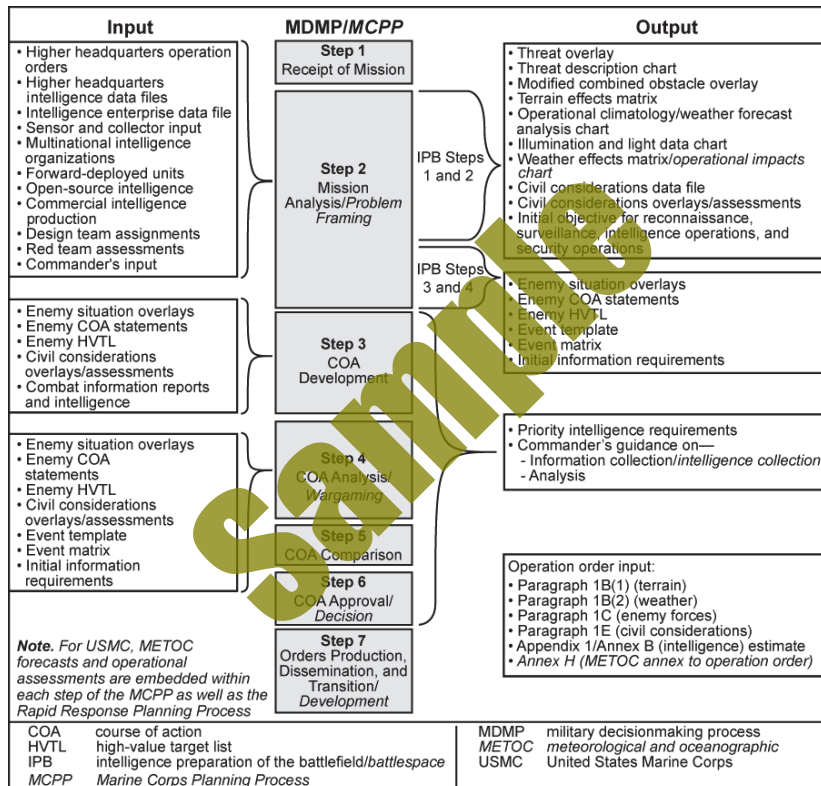 Input
MDMP/MCPP
Output
• Higher headquarters operation
orders
• Higher headquarters
intelligence data files
• Intelligence enterprise data file
• Sensor and collector input
• Multinational intelligence
organizations
• Forward-deployed units
• Open-source intelligence
• Commercial intelligence
production
• Design team assignments
• Red team assessments
• Commander's input
• Enemy situation overlays
• Enemy COA statements
• Enemy HVTL
• Civil considerations
overlays/assessments
• Combat information reports
and intelligence
• Enemy situation overlays
• Enemy COA
statements
• Enemy HVTL
• Civil considerations
overlays/assessments
• Event template
• Event matrix
• Initial information
requirements
Note. For USMC, METOC
forecasts and operational
assessments are embedded within
each step of the MCPP as well as the
Rapid Response Planning Process
Step 1
Receipt of Mission
Step 2
Mission
Analysis/Problem
Framing
Step 3
COA
Development
Step 4
COA Analysis/
Wargaming
Step 5
COA Comparison
Step 6
COA Approval/
Decision
Step 7
Orders Production,
Dissemination, and
Transition/
Development
IPB Steps
1 and 2
IPB Steps
3 and 4
• Threat overlay
• Threat description chart
• Modified combined obstacle overlay
• Terrain effects matrix
• Operational climatology/weather forecast
analysis chart
• Illumination and light data chart
• Weather effects matrix/operational impacts
chart
• Civil considerations data file
• Civil considerations overlays/assessments
• Initial objective for reconnaissance,
surveillance, intelligence operations, and
security operations
• Enemy situation overlays
• Enemy COA statements
• Enemy HVTL
• Event template
• Event matrix
• Initial information requirements
• Priority intelligence requirements
• Commander's guidance on—
- Information collection/intelligence collection
- Analysis
Operation order input:
• Paragraph 1B(1) (terrain)
• Paragraph 1B(2) (weather)
• Paragraph 1C (enemy forces)
• Paragraph 1E (civil considerations)
• Appendix 1/Annex B (intelligence) estimate
• Annex H (METOC annex to operation order)
Sample
COA course of action
HVTL high-value target list
IPB intelligence preparation of the battlefield/battlespace
MCPP Marine Corps Planning Process
MDMP military decisionmaking process
METOC meteorological and oceanographic
USMC United States Marine Corps